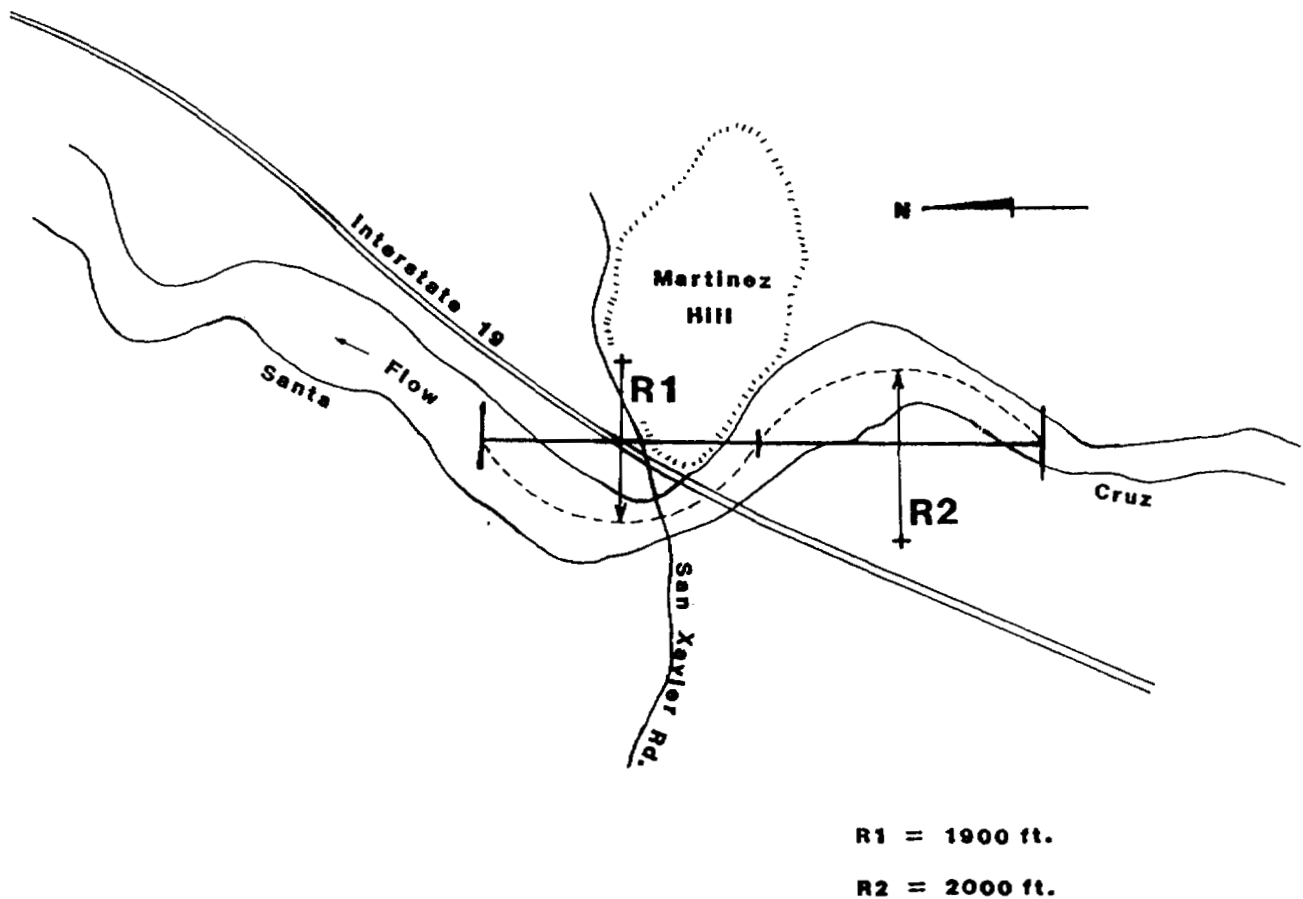 N
Interstate 19
Martinez
Hill
R1
Flow
Santa
R2
Cruz
San Xavier Rd.
R1 = 1900 ft.
R2 = 2000 ft.